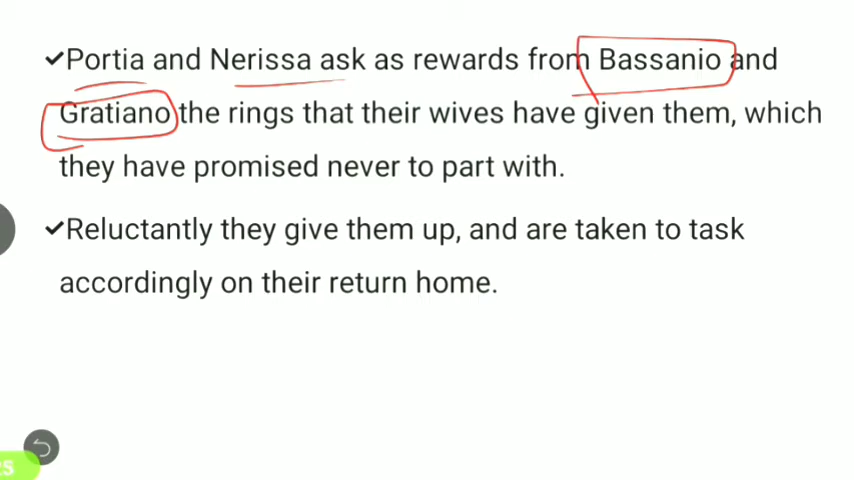 ✓Portia and Nerissa ask as rewards from Bassanio and
Gratiano the rings that their wives have given them, which
they have promised never to part with.
✓Reluctantly they give them up, and are taken to task
accordingly on their return home.